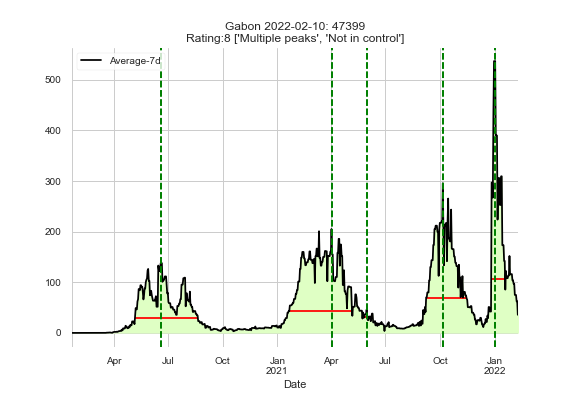 Gabon 2022-02-10: 47399
Rating:8 ['Multiple peaks', 'Not in control']
Average-7d
500
400
300
200
100
0
Apr Jul Oct Jan Apr Jul Oct Jan
2021 2022
Date